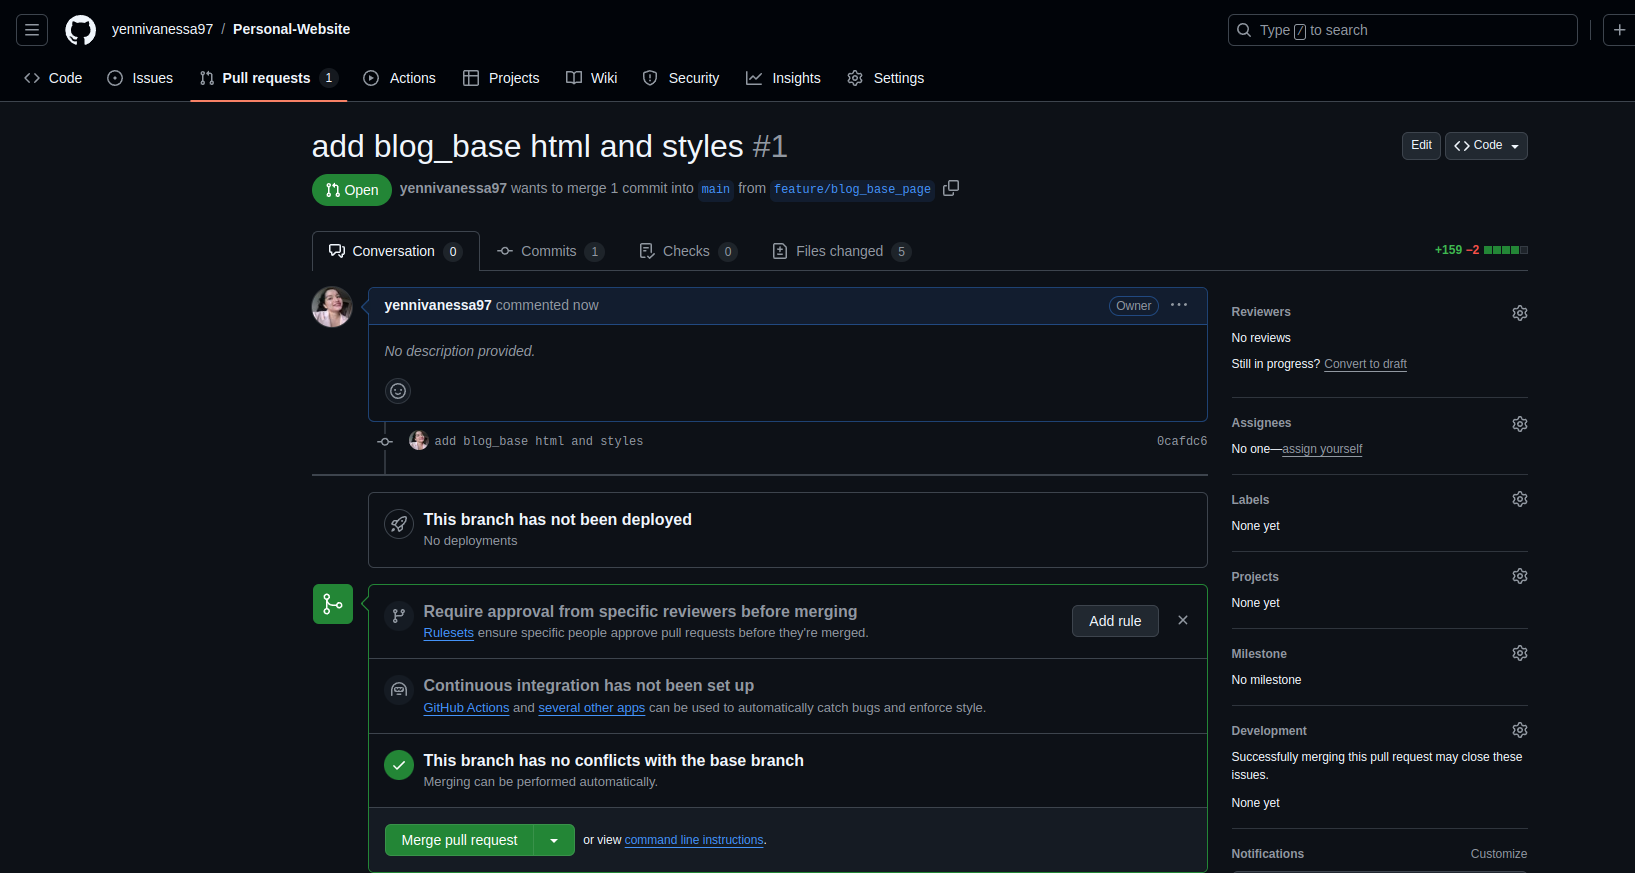 yennivanessa97 / Personal-Website
Type / to search
Code
Issues
Pull requests 1
Actions
Projects
Wiki
Security
Insights
Settings
add blog_base html and styles #1
Edit
Code
Open
yennivanessa97 wants to merge 1 commit into main from feature/blog_base_page
Conversation 0
Commits 1
Checks 0
Files changed 5
+159 −2
yennivanessa97 commented now
Owner
No description provided.
add blog_base html and styles
0cafdc6
This branch has not been deployed
No deployments
Require approval from specific reviewers before merging
Rulesets ensure specific people approve pull requests before they're merged.
Add rule
Continuous integration has not been set up
GitHub Actions and several other apps can be used to automatically catch bugs and enforce style.
This branch has no conflicts with the base branch
Merging can be performed automatically.
Merge pull request
or view command line instructions.
Reviewers
No reviews
Still in progress? Convert to draft
Assignees
No one—assign yourself
Labels
None yet
Projects
None yet
Milestone
No milestone
Development
Successfully merging this pull request may close these
issues.
None yet
Notifications
Customize